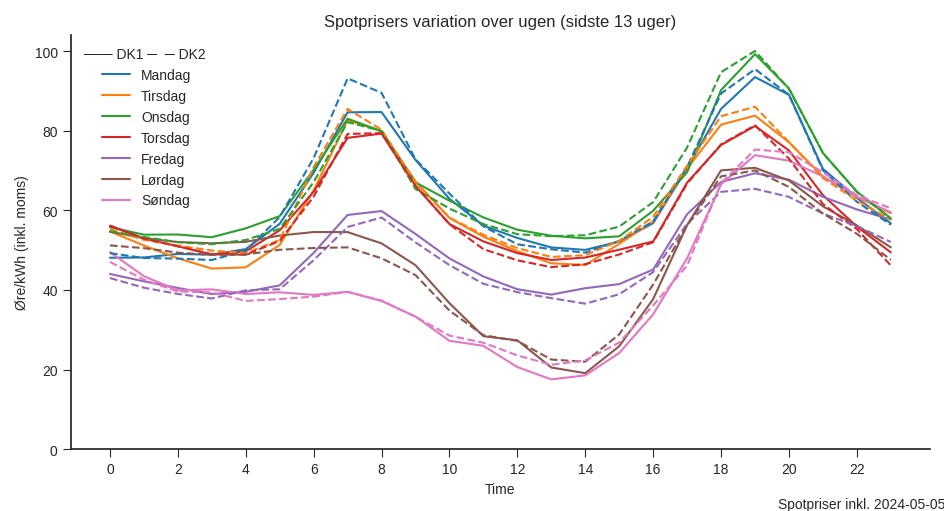 Spotprisers variation over ugen (sidste 13 uger)
DK1 DK2
Mandag
Tirsdag
Onsdag
Torsdag
Fredag
Lørdag
Søndag
Øre/kWh (inkl. moms)
100
80
60
40
20
0
0 2 4 6 8 10 12 14 16 18 20 22
Time
Spotpriser inkl. 2024-05-05